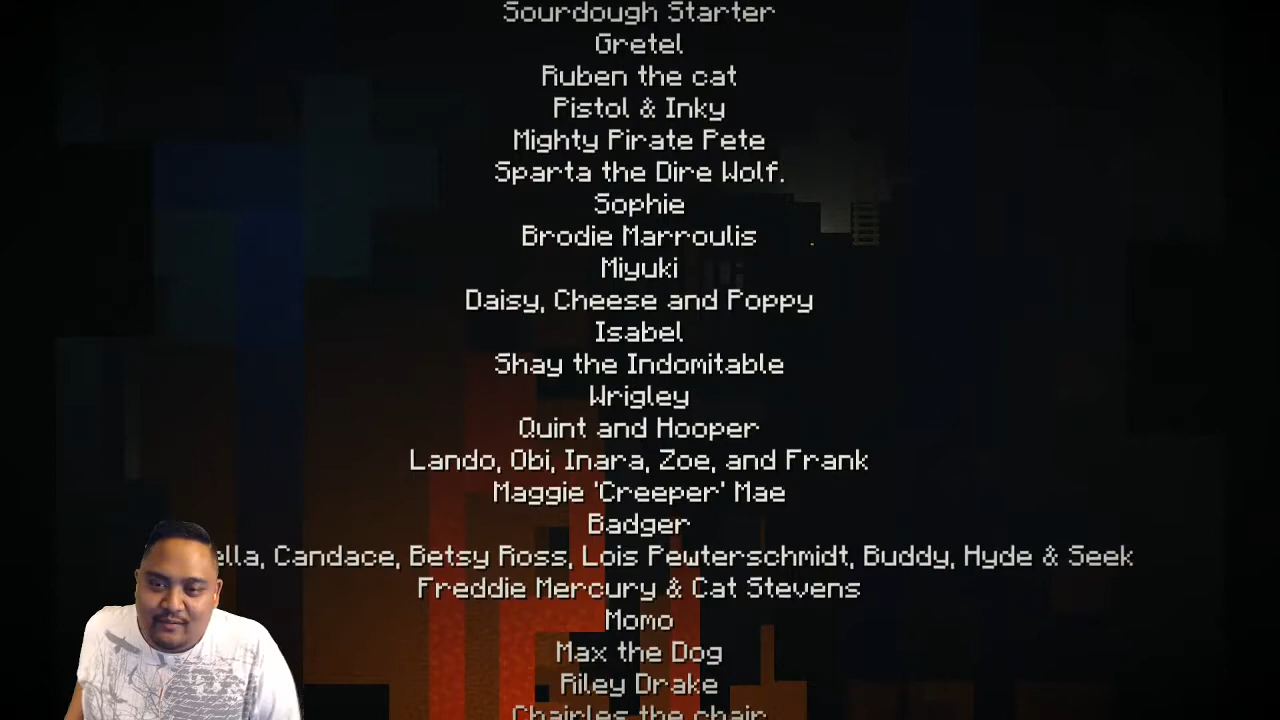 Sourdough Starter
Gretel
Ruben the cat
Pistol & Inky
Mighty Pirate Pete
Sparta the Dire Wolf.
Sophie
Brodie Marroulis
Miyuki
Daisy, Cheese and Poppy
Isabel
Shay the Indomitable
Wrigley
Quint and Hooper
Lando, Obi, Inara, Zoe, and Frank
Maggie 'Creeper' Mae
Badger
Candace, Betsy Ross, Lois Pewterschmidt, Buddy, Hyde & Seek
Freddie Mercury & Cat Stevens
Momo
Max the Dog
Riley Drake
Chairles the chair